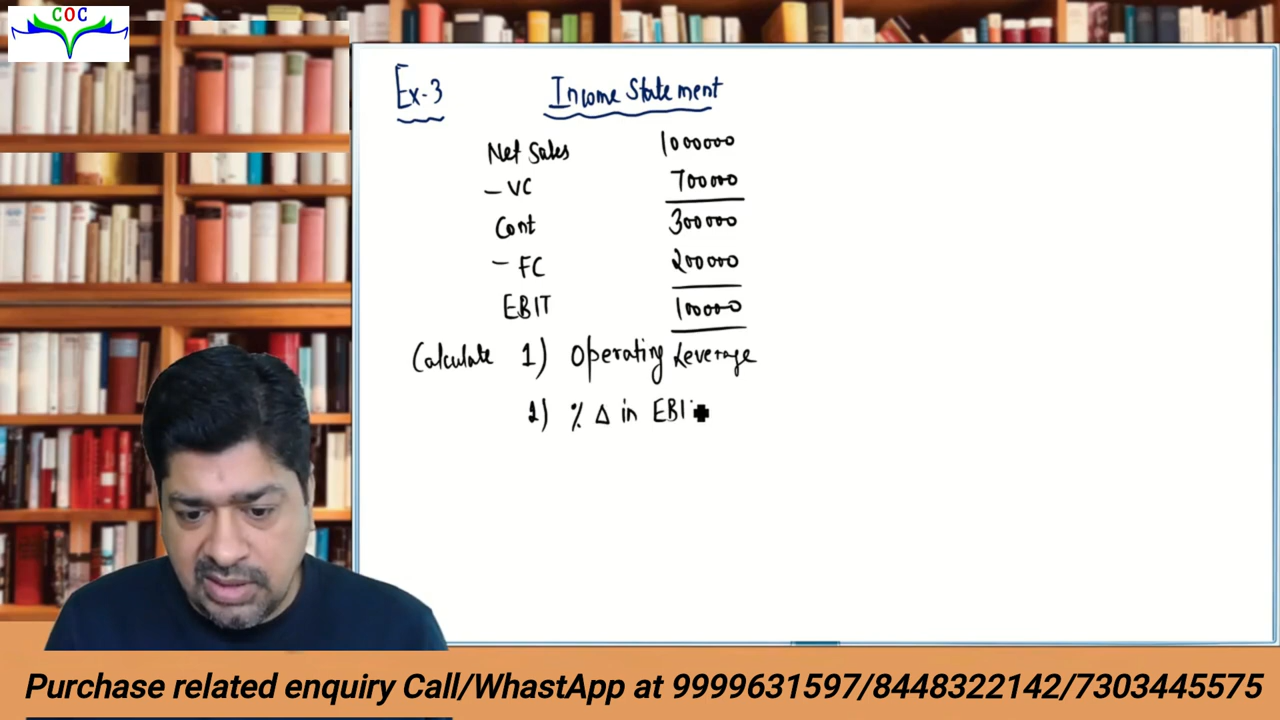 COC
Ex-3 Income Statement
Net Sales 1000000
- VC 700000
Cont 300000
- FC 200000
EBIT 100000
Calculate 1) Operating Leverage
2) % Δ in EBI
Purchase related enquiry Call/WhastApp at 9999631597/8448322142/7303445575